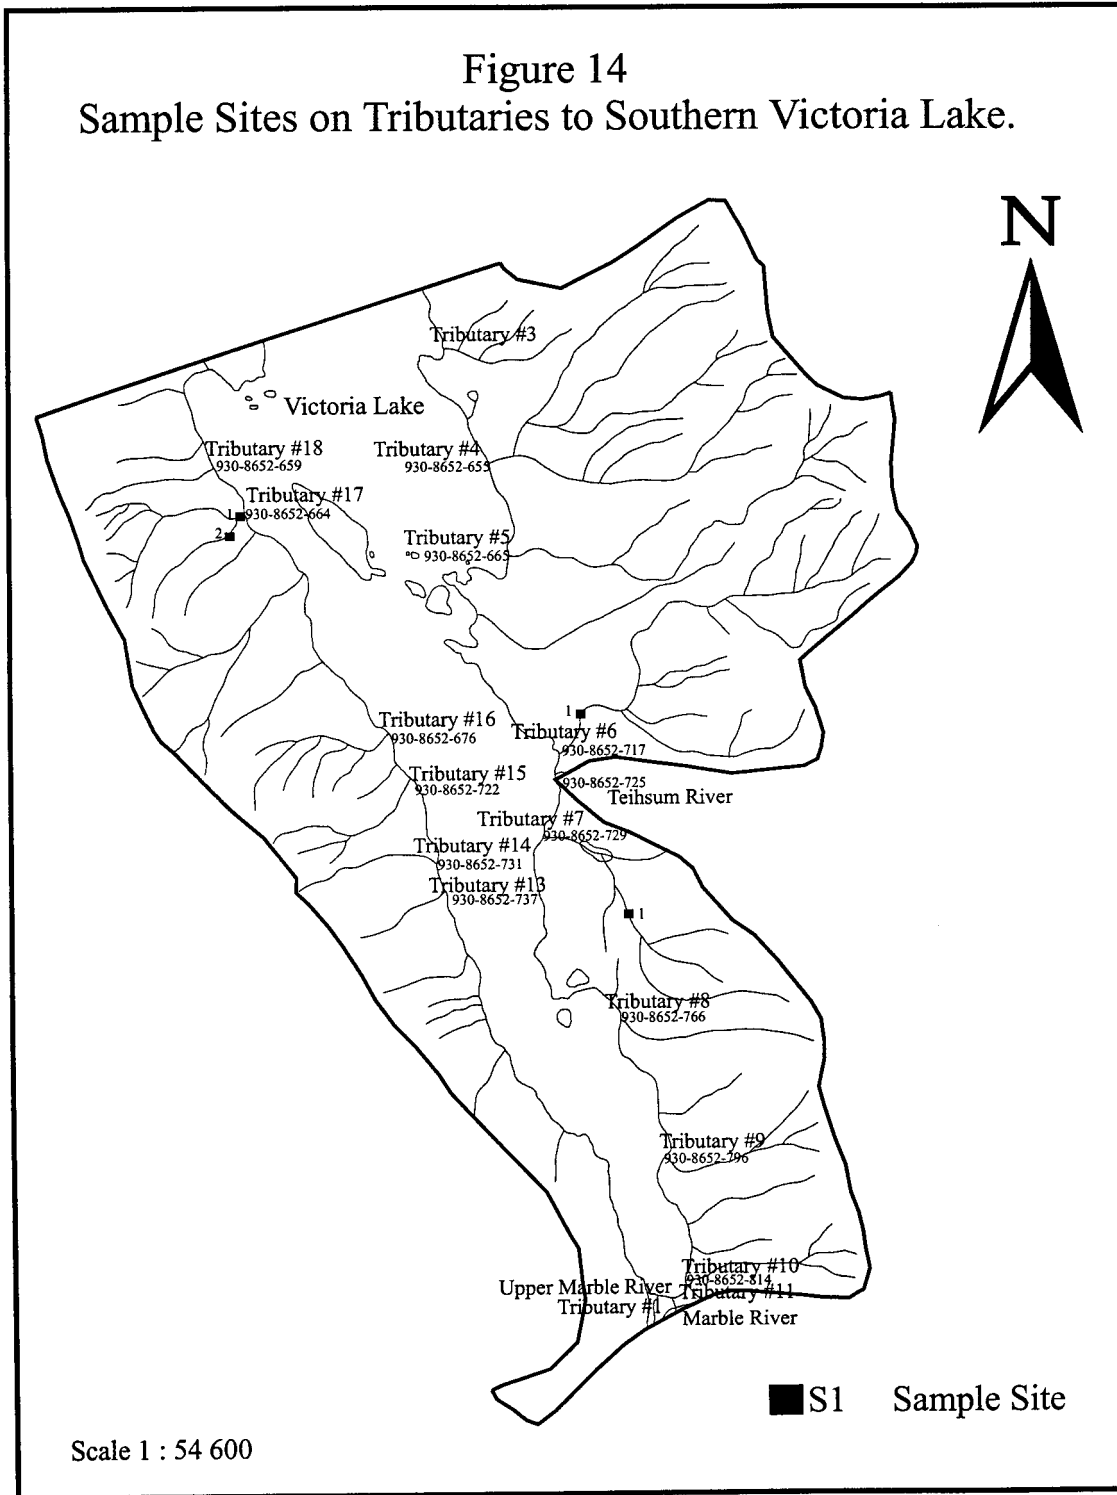 Figure 14
Sample Sites on Tributaries to Southern Victoria Lake.
N
Tributary #3
Victoria Lake
Tributary #18
930-8652-659
Tributary #4
930-8652-655
Tributary #17
930-8652-664
1
2
Tributary #5
930-8652-665
1
Tributary #16
930-8652-676
Tributary #6
930-8652-717
Tributary #15
930-8652-722
930-8652-725
Teihsum River
Tributary #7
930-8652-729
Tributary #14
930-8652-731
Tributary #13
930-8652-737
1
Tributary #8
930-8652-766
Tributary #9
930-8652-796
Tributary #10
930-8652-814
Upper Marble River
Tributary #11
Tributary #1
Marble River
S1 Sample Site
Scale 1 : 54 600